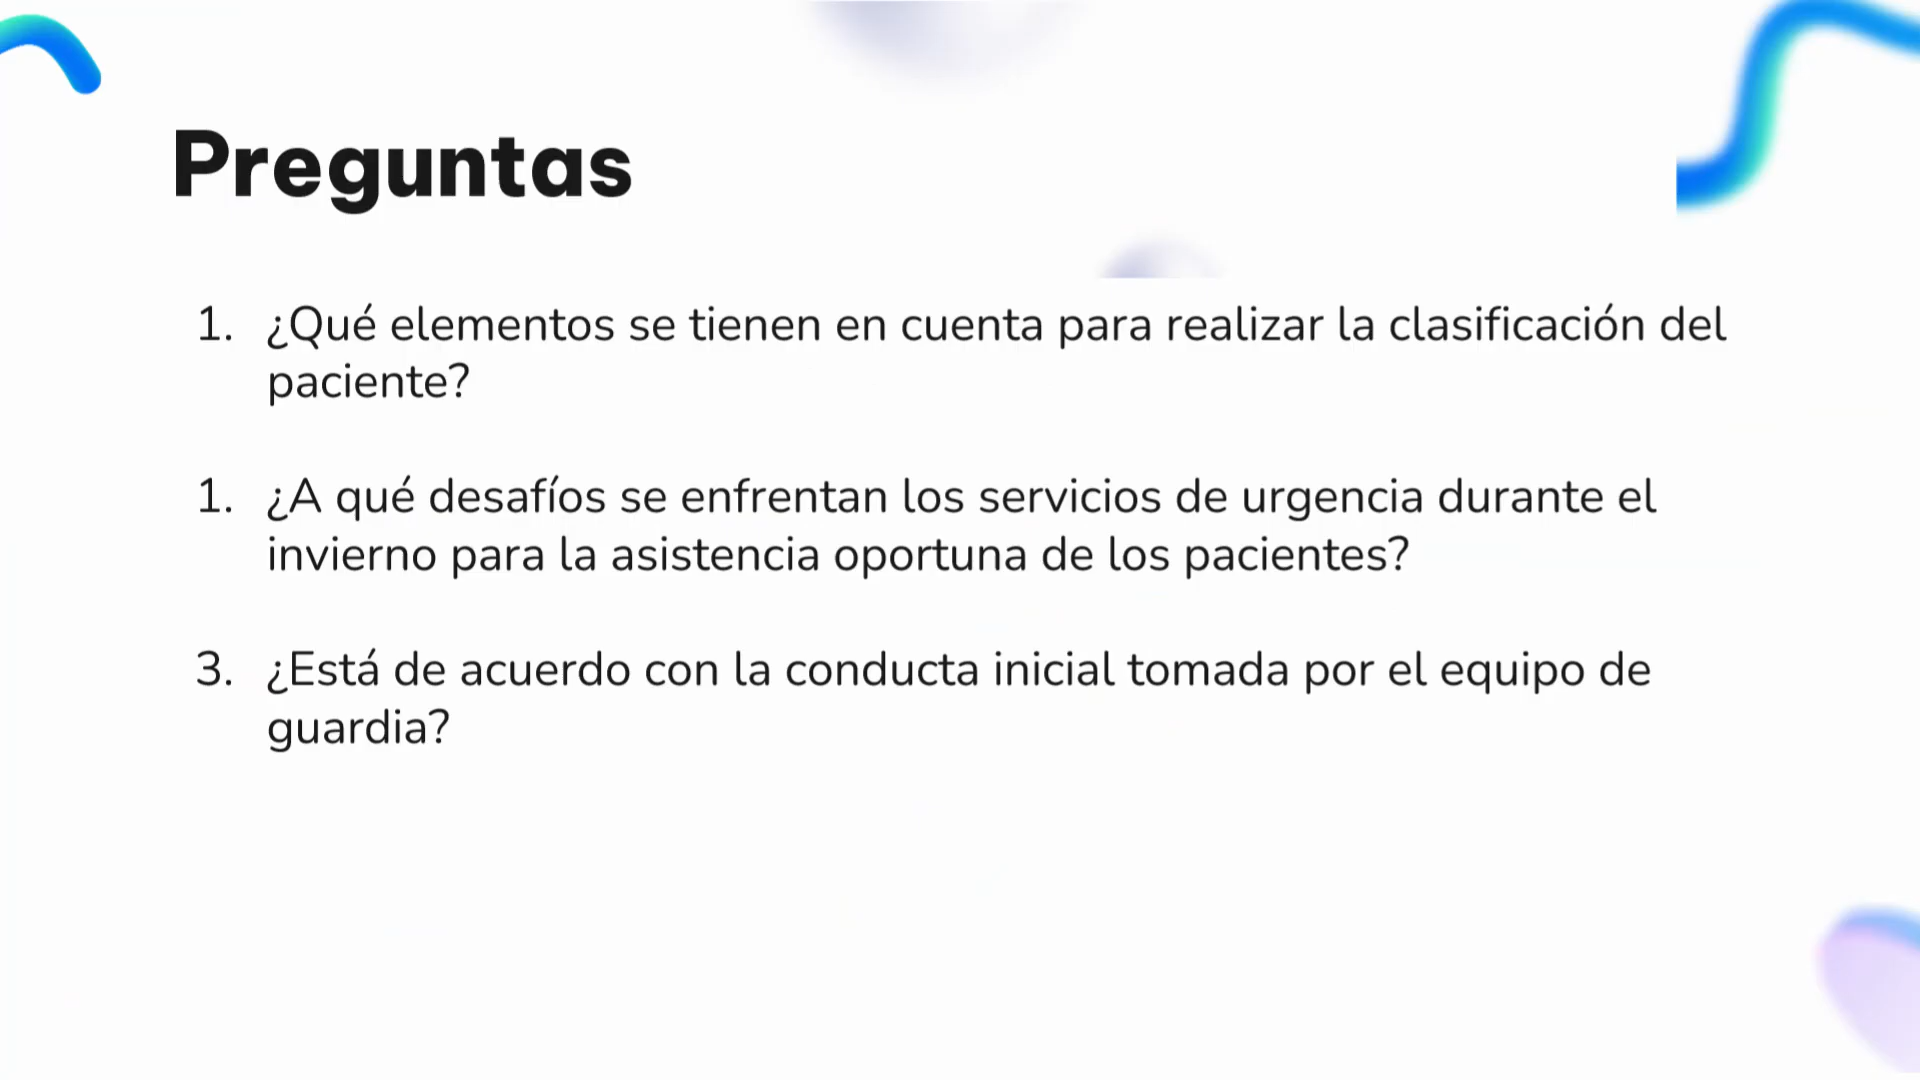 Preguntas
1. ¿Qué elementos se tienen en cuenta para realizar la clasificación del
paciente?
1. ¿A qué desafíos se enfrentan los servicios de urgencia durante el
invierno para la asistencia oportuna de los pacientes?
3. ¿Está de acuerdo con la conducta inicial tomada por el equipo de
guardia?